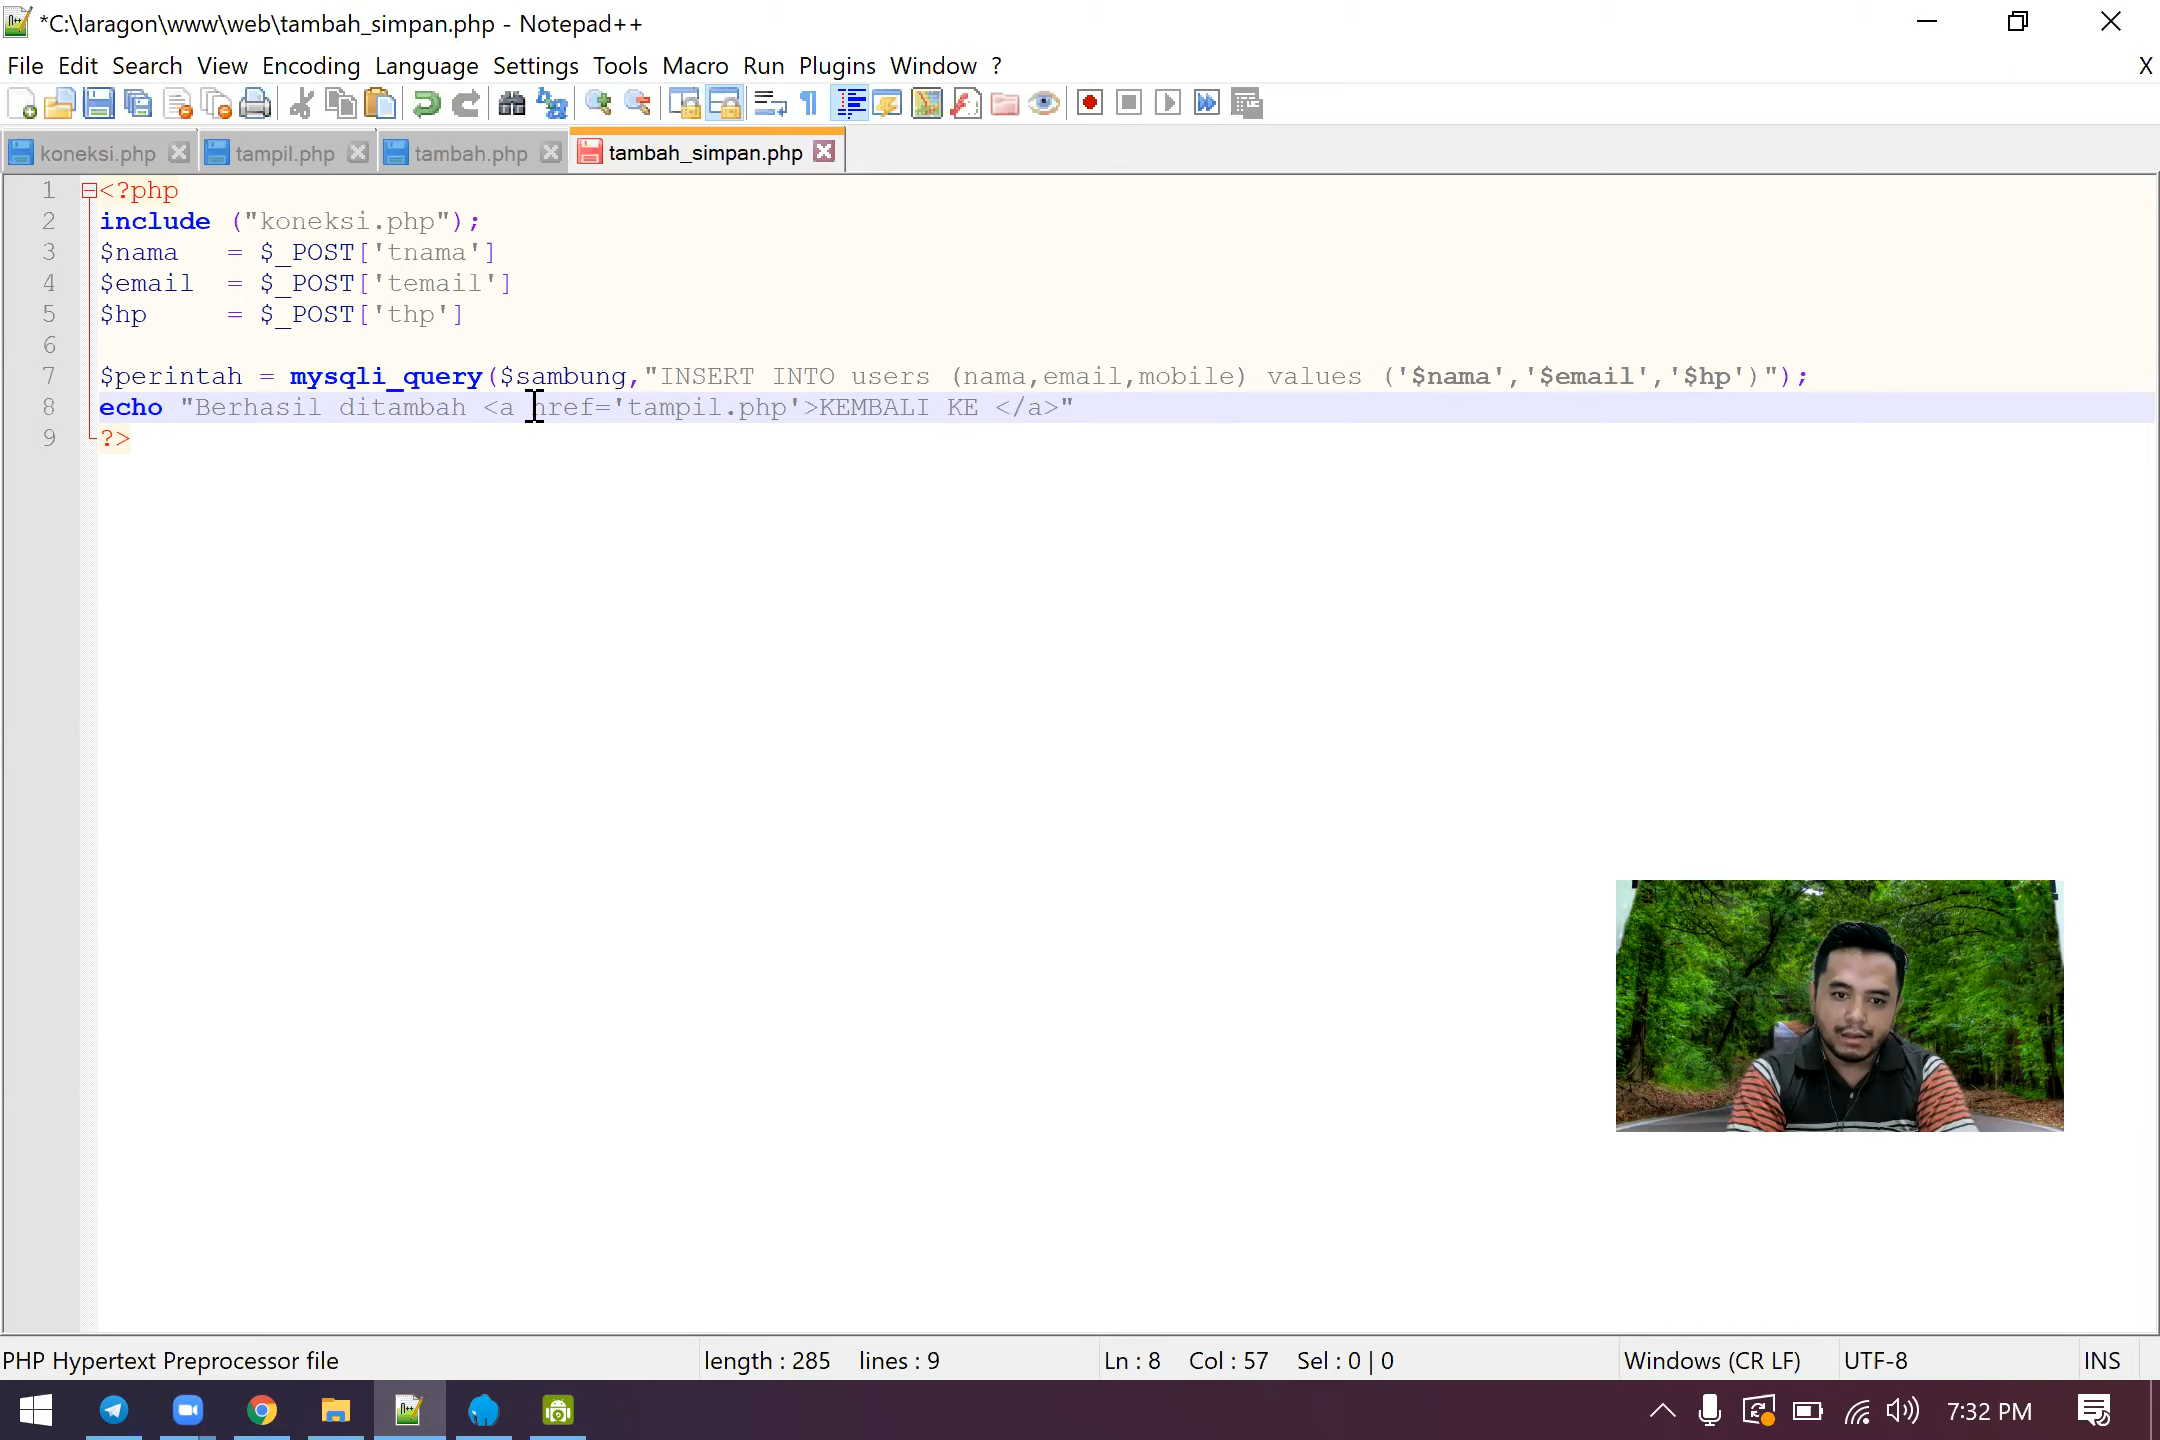 *C:\laragon\www\web\tambah_simpan.php - Notepad++
File Edit Search View Encoding Language Settings Tools Macro Run Plugins Window ? X
koneksi.php tampil.php tambah.php tambah_simpan.php
1 <?php
2 include ("koneksi.php");
3 $nama = $_POST['tnama']
4 $email = $_POST['temail']
5 $hp = $_POST['thp']
6
7 $perintah = mysqli_query($sambung,"INSERT INTO users (nama,email,mobile) values ('$nama','$email','$hp')");
8 echo "Berhasil ditambah <a href='tampil.php'>KEMBALI KE </a>"
9 ?>
PHP Hypertext Preprocessor file length : 285 lines : 9 Ln : 8 Col : 57 Sel : 0 | 0 Windows (CR LF) UTF-8 INS
7:32 PM